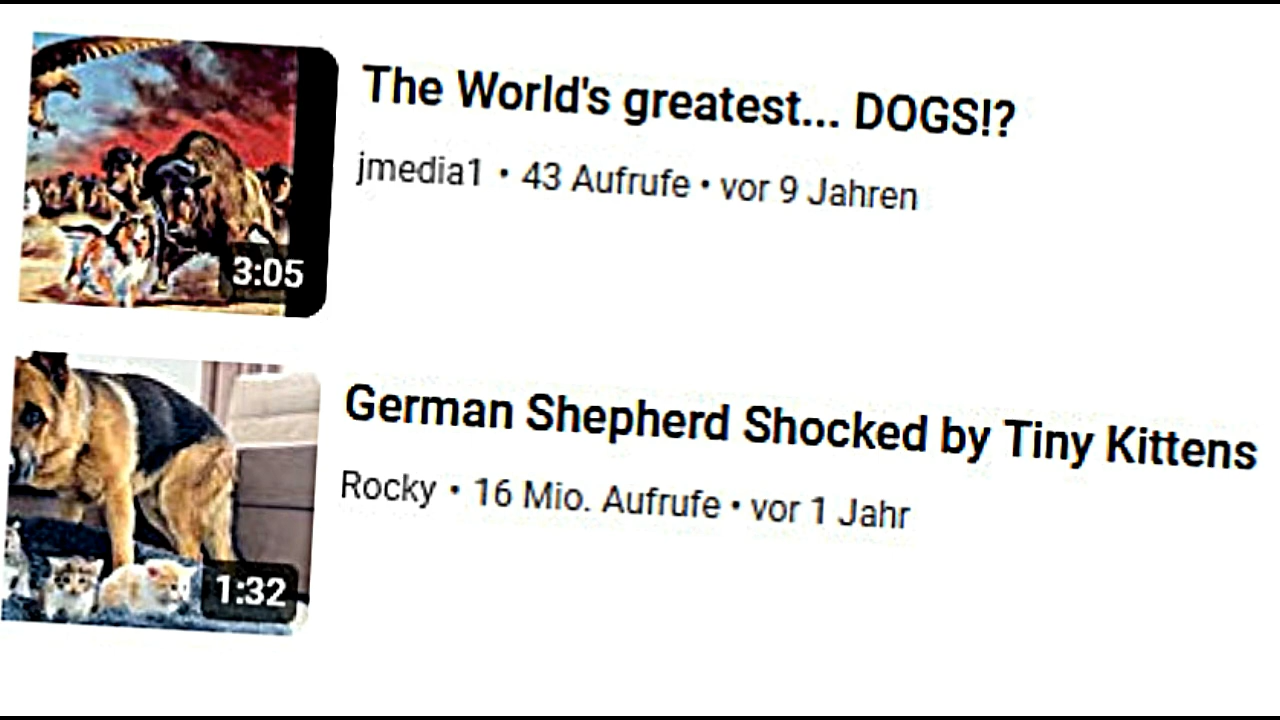 The World's greatest... DOGS!?
jmedia1 • 43 Aufrufe • vor 9 Jahren
3:05
German Shepherd Shocked by Tiny Kittens
Rocky • 16 Mio. Aufrufe • vor 1 Jahr
1:32